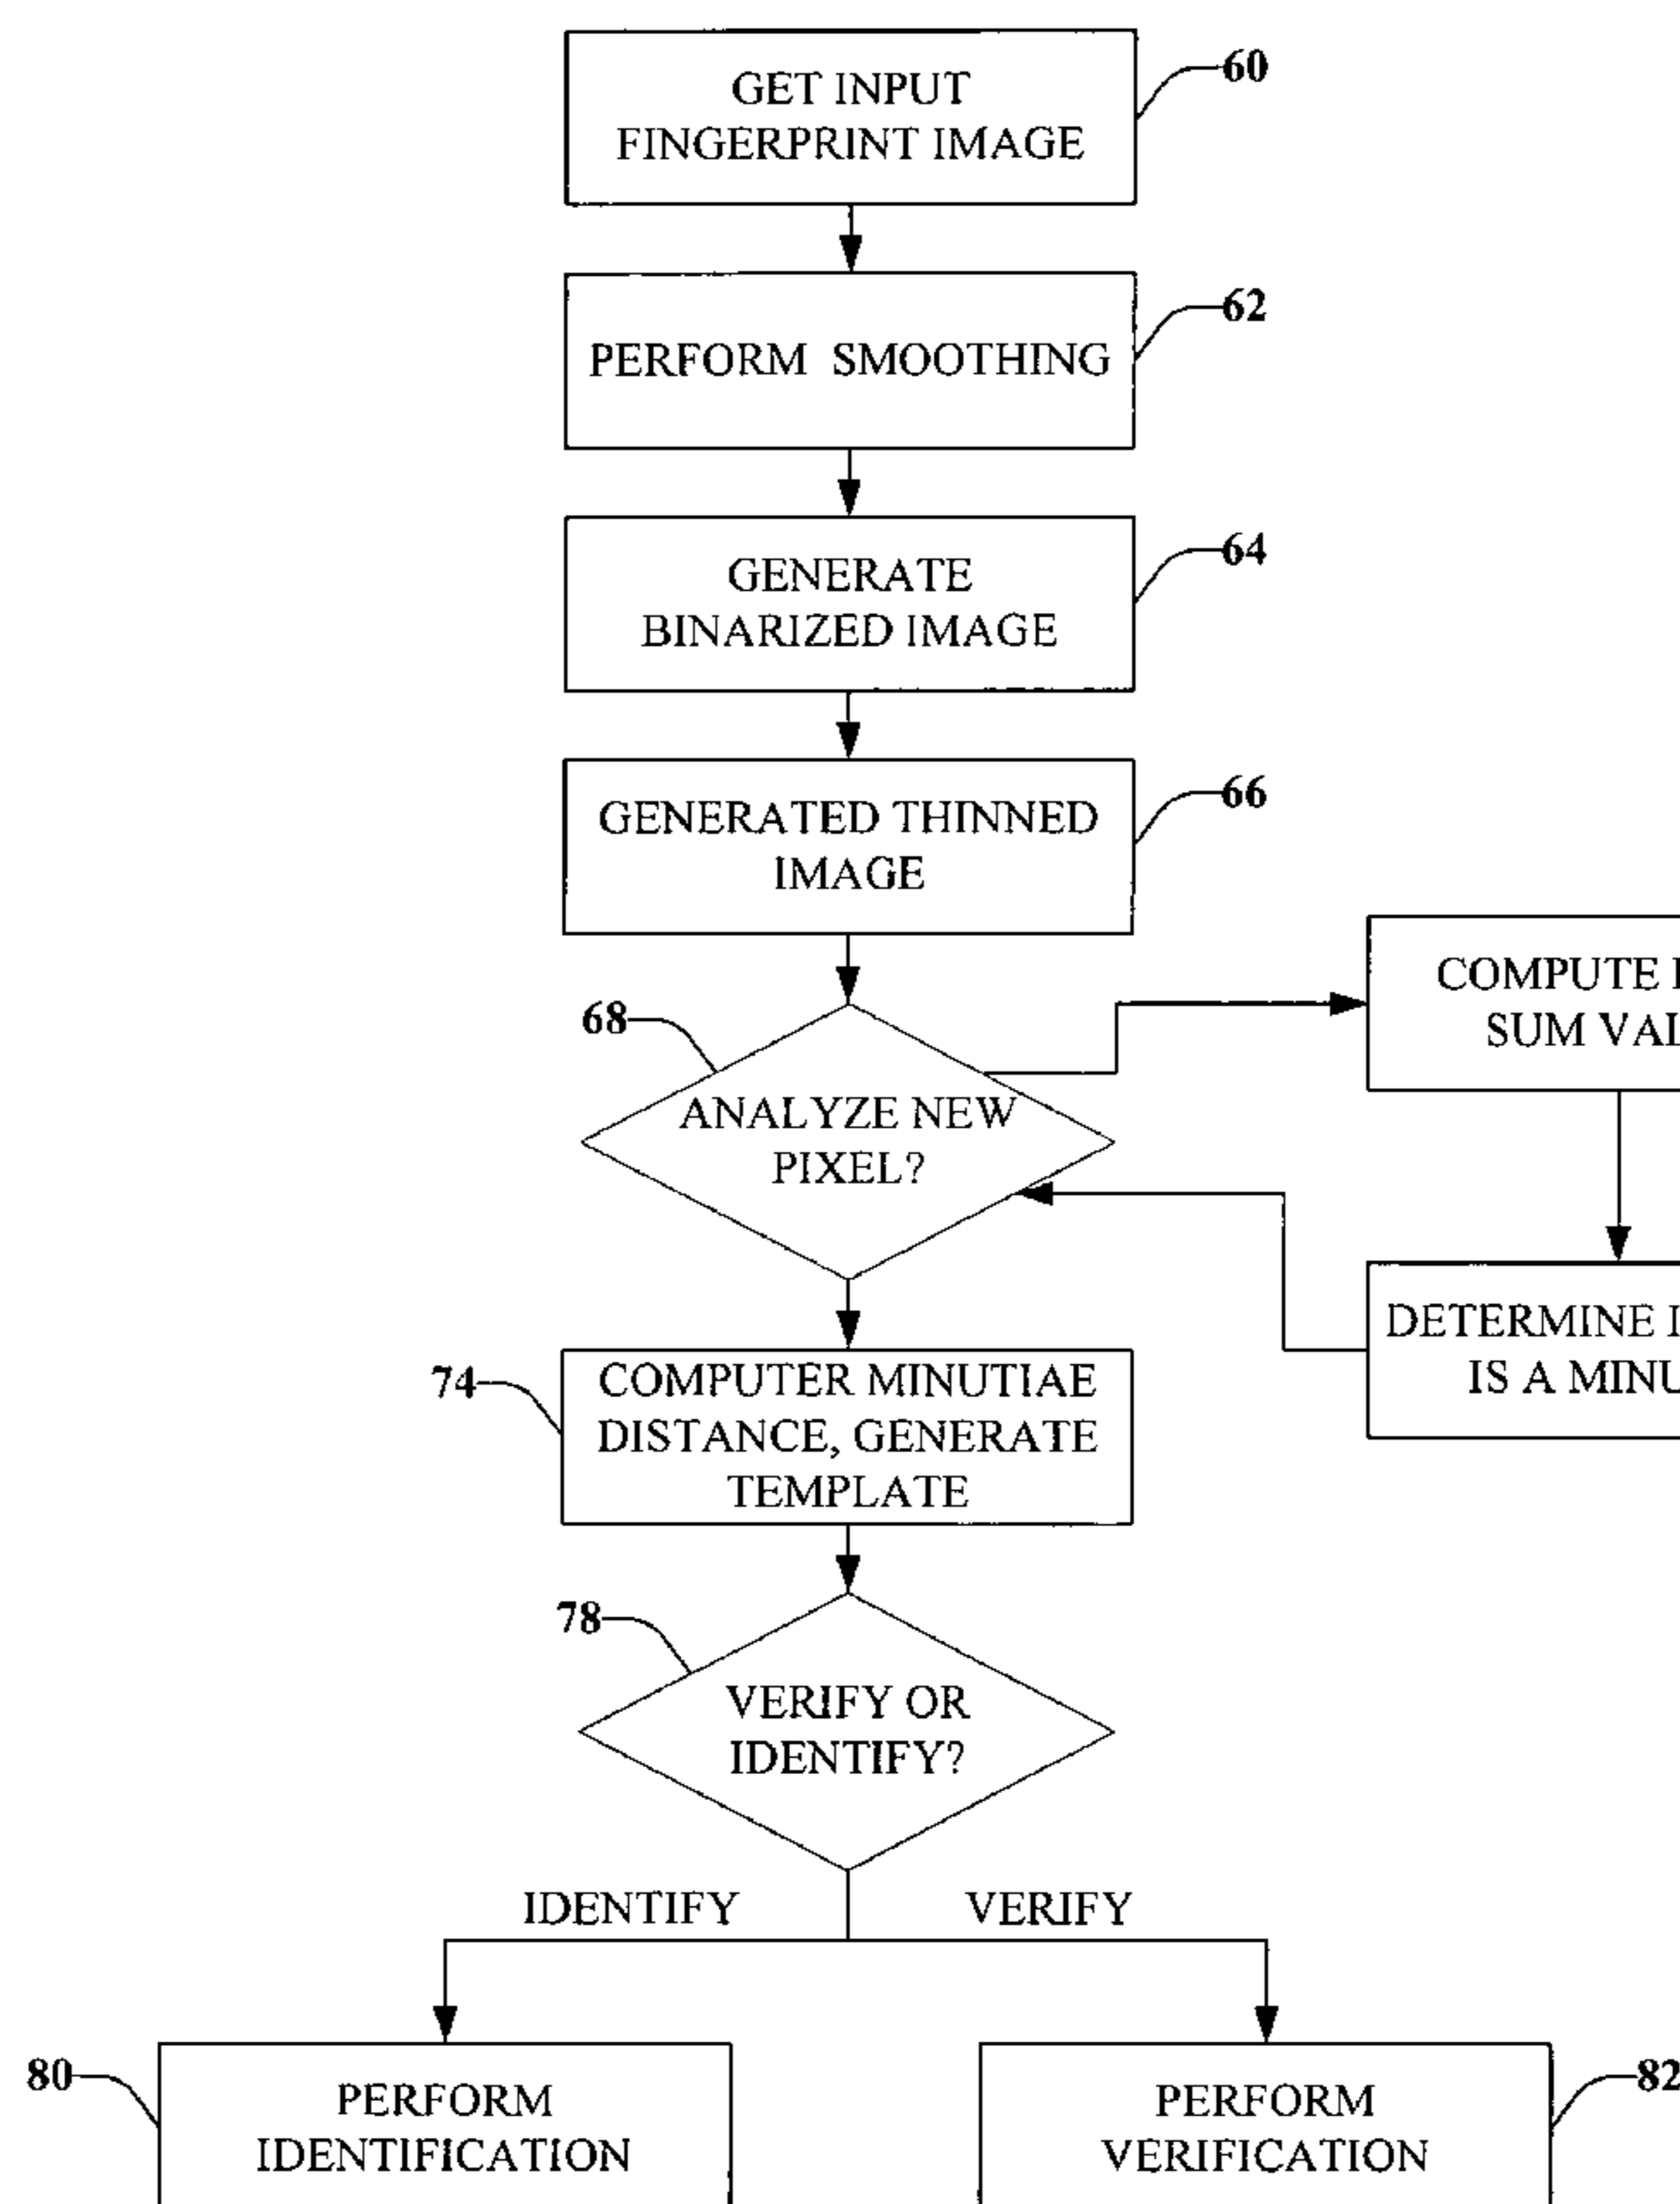 GET INPUT
FINGERPRINT IMAGE
60
PERFORM SMOOTHING
62
GENERATE
BINARIZED IMAGE
64
GENERATED THINNED
IMAGE
66
68
ANALYZE NEW
PIXEL?
COMPUTE
SUM
DETERMINE
IS A
74
COMPUTER MINUTIAE
DISTANCE, GENERATE
TEMPLATE
78
VERIFY OR
IDENTIFY?
IDENTIFY
VERIFY
80
PERFORM
IDENTIFICATION
PERFORM
VERIFICATION
82